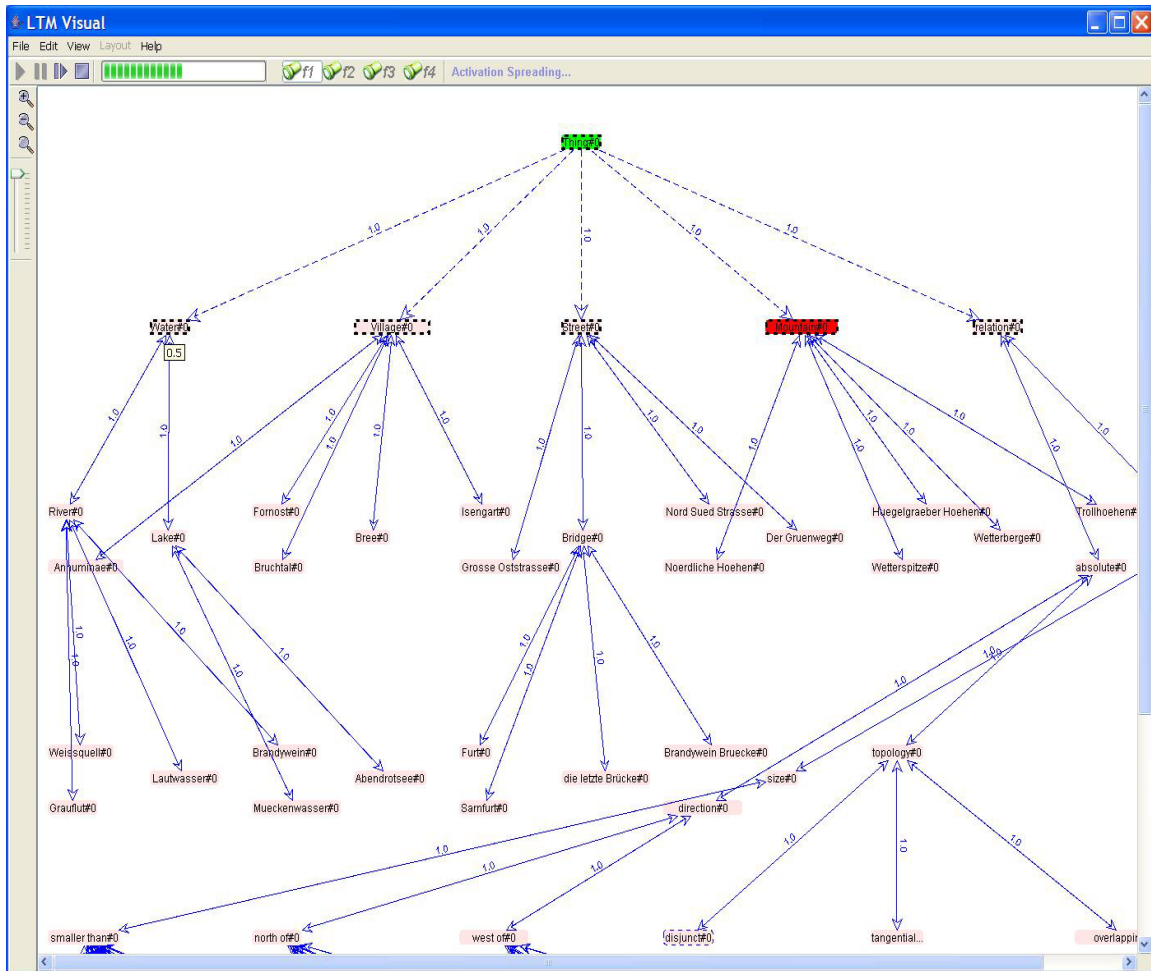 LTM Visual
File Edit View Layout Help
f1 f2 f3 f4 Activation Spreading...
Thing#0
1.0 1.0 1.0 1.0 1.0
Water#0 Village#0 Street#0 Mountain#0 relation#0
0.5
1.0 1.0 1.0 1.0 1.0 1.0 1.0 1.0 1.0 1.0 1.0 1.0 1.0 1.0 1.0 1.0 1.0 1.0
River#0 Fornost#0 Isengart#0 Nord Sued Strasse#0 Huegelgraeber Hoehen#0 Trollhoehen#
Lake#0 Bree#0 Bridge#0 Der Gruenweg#0 Wetterberge#0
Annuminae#0 Bruchtal#0 Grosse Oststrasse#0 Noerdliche Hoehen#0 Wetterspitze#0 absolute#0
1.0 1.0 1.0 1.0 1.0 1.0 1.0 1.0 1.0 1.0 1.0 1.0
Weissquell#0 Brandywein#0 Furt#0 Brandywein Bruecke#0 topology#0
Lautwasser#0 Abendrotsee#0 die letzte Brücke#0 size#0
Grauflut#0 Mueckenwasser#0 Sarnfurt#0 direction#0
1.0 1.0 1.0 1.0 1.0 1.0
smaller than#0 north of#0 west of#0 disjunct#0 tangential... overlappin